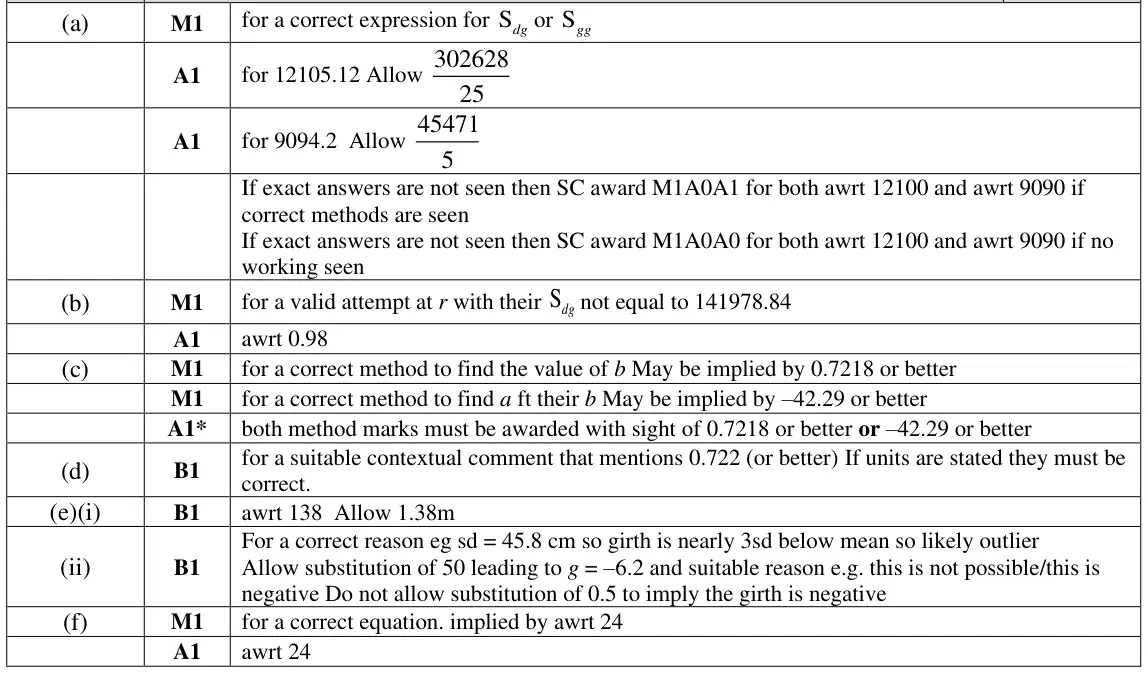 (a) M1 for a correct expression for S_dg or S_gg
A1 for 12105.12 Allow 302628/25
A1 for 9094.2 Allow 45471/5
If exact answers are not seen then SC award M1A0A1 for both awrt 12100 and awrt 9090 if
correct methods are seen
If exact answers are not seen then SC award M1A0A0 for both awrt 12100 and awrt 9090 if no
working seen
(b) M1 for a valid attempt at r with their S_dg not equal to 141978.84
A1 awrt 0.98
(c) M1 for a correct method to find the value of b May be implied by 0.7218 or better
M1 for a correct method to find a ft their b May be implied by –42.29 or better
A1* both method marks must be awarded with sight of 0.7218 or better or –42.29 or better
(d) B1 for a suitable contextual comment that mentions 0.722 (or better) If units are stated they must be
correct.
(e)(i) B1 awrt 138 Allow 1.38m
For a correct reason eg sd = 45.8 cm so girth is nearly 3sd below mean so likely outlier
(ii) B1 Allow substitution of 50 leading to g = –6.2 and suitable reason e.g. this is not possible/this is
negative Do not allow substitution of 0.5 to imply the girth is negative
(f) M1 for a correct equation. implied by awrt 24
A1 awrt 24